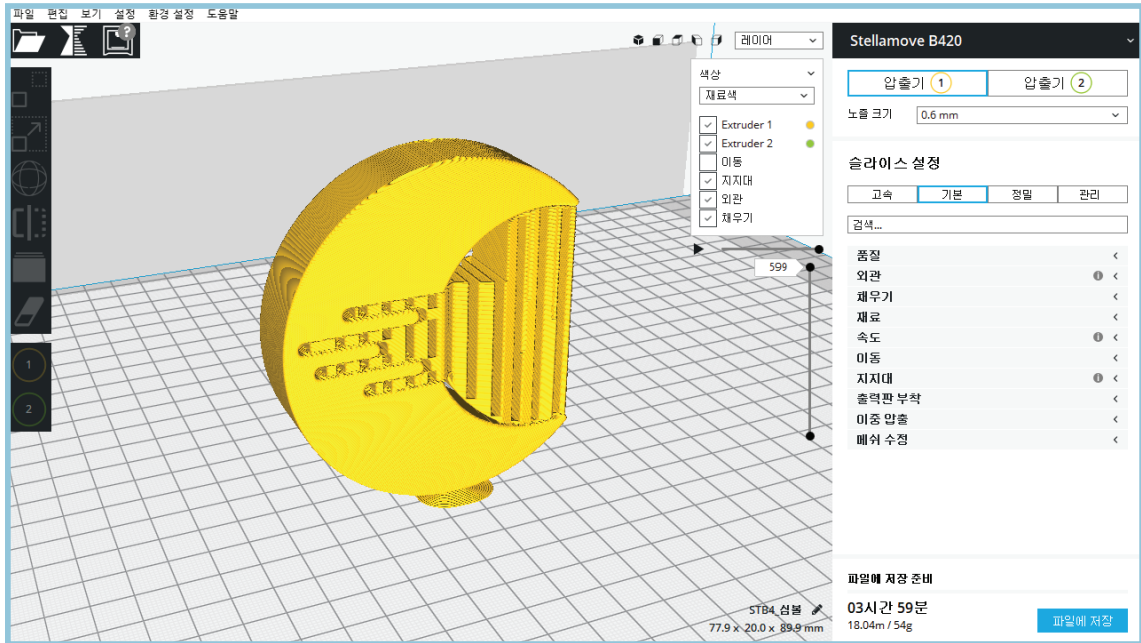 파일 편집 보기 설정 환경 설정 도움말
?
레이어
Stellamove B420
색상
재료색
Extruder 1
Extruder 2
이동
지지대
외관
채우기
599
1
2
압출기 1
압출기 2
노즐 크기 0.6 mm
슬라이스 설정
고속 기본 정밀 관리
검색...
품질
외관
채우기
재료
속도
이동
지지대
출력판 부착
이중 압출
메쉬 수정
STB4_심볼
77.9 x 20.0 x 89.9 mm
파일에 저장 준비
03시간 59분
18.04m / 54g
파일에 저장